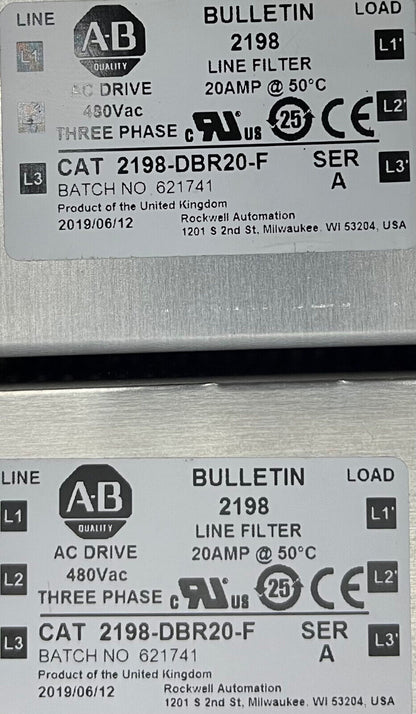 LINE A-B BULLETIN LOAD
QUALITY 2198
L1 LINE FILTER L1'
AC DRIVE 20AMP @ 50°C
480Vac
THREE PHASE c RU US 25 CE L2'
L3 CAT 2198-DBR20-F SER L3'
BATCH NO 621741 A
Product of the United Kingdom
2019/06/12 Rockwell Automation
1201 S 2nd St, Milwaukee. WI 53204, USA
LINE A-B BULLETIN LOAD
QUALITY 2198
L1 LINE FILTER L1'
AC DRIVE 20AMP @ 50°C
L2 480Vac L2'
THREE PHASE c RU US 25 CE
L3 CAT 2198-DBR20-F SER L3'
BATCH NO 621741 A
Product of the United Kingdom
2019/06/12 Rockwell Automation
1201 S 2nd St, Milwaukee. WI 53204, USA